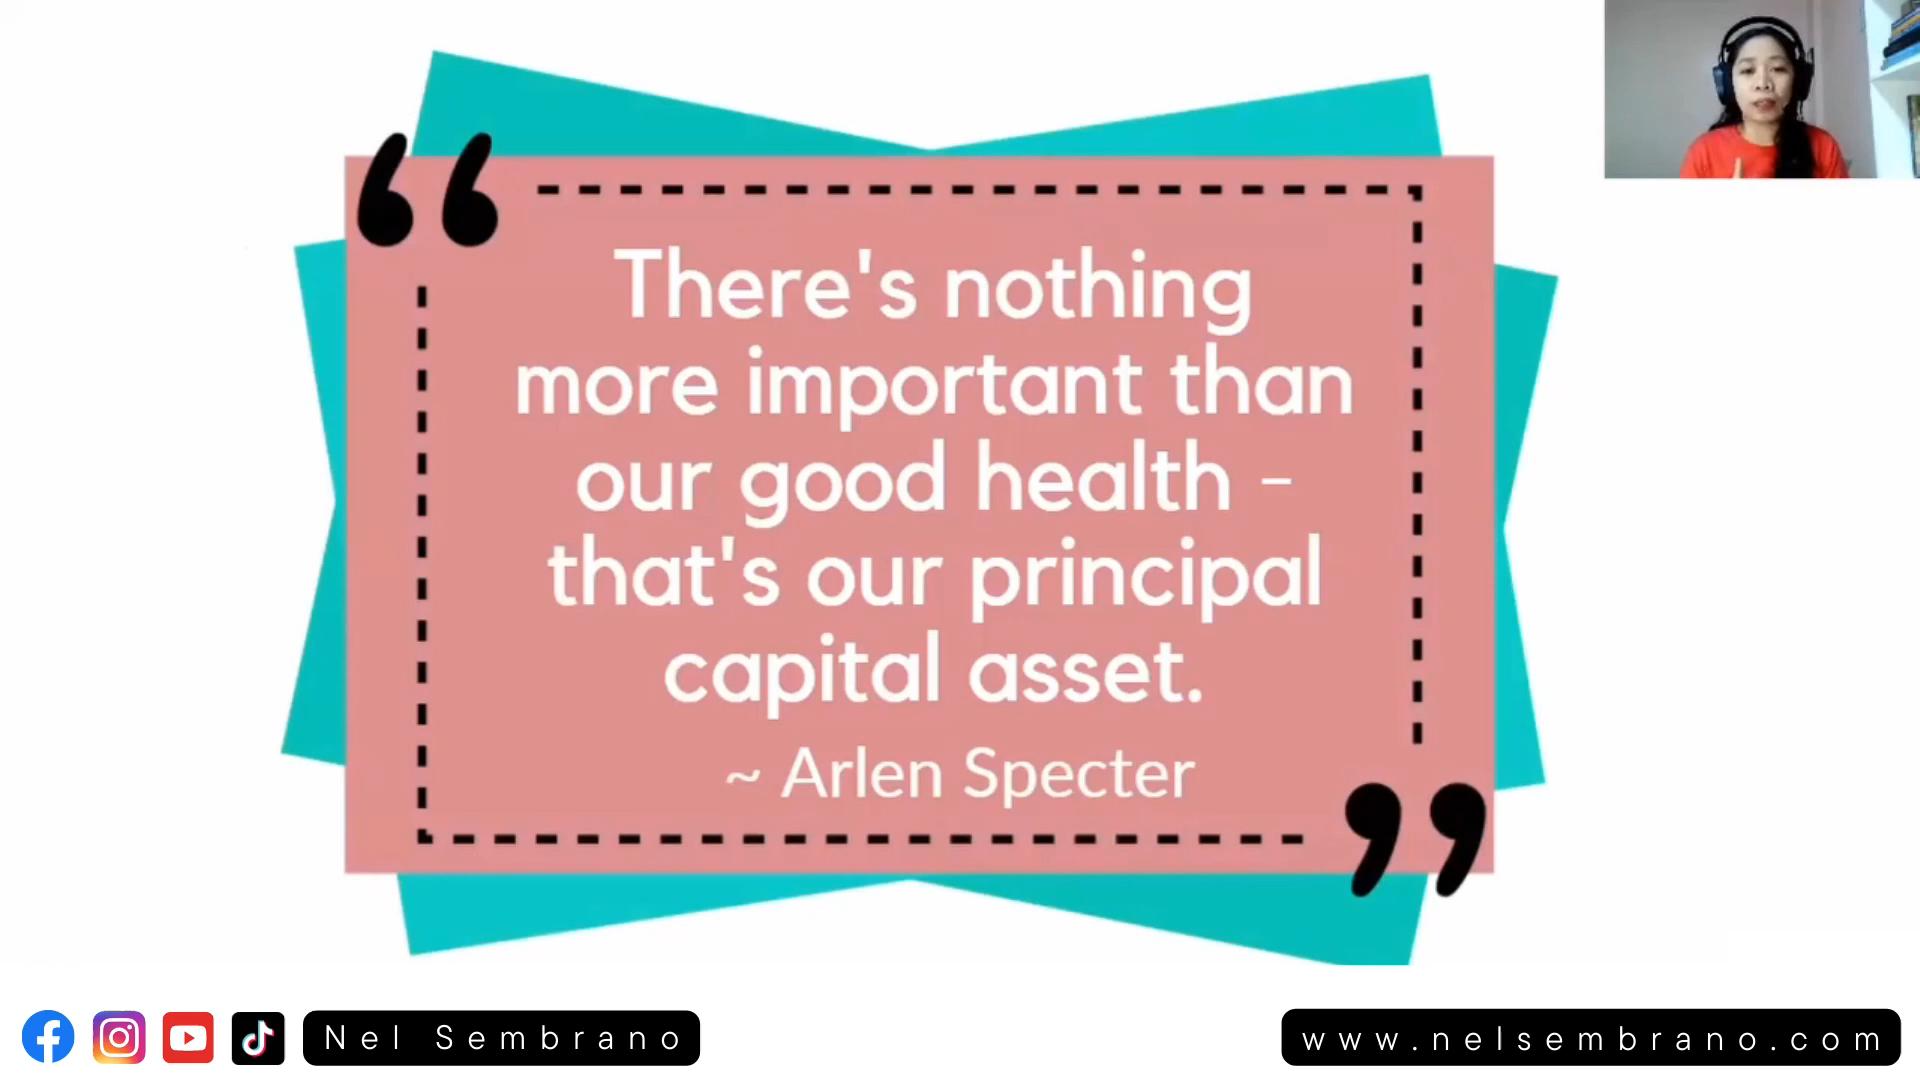 There's nothing
more important than
our good health -
that's our principal
capital asset.
~ Arlen Specter
Nel Sembrano
www.nelsembrano.com